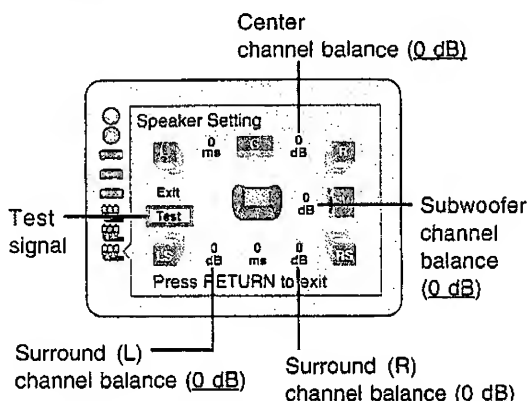 Center
channel balance (0 dB)
Speaker Setting
L
0
ms
C
0
dB
R
Exit
Test
0
dB
Test
signal
Subwoofer
channel
balance
(0 dB)
LS
0
dB
0
ms
0
dB
RS
Press RETURN to exit
Surround (L)
channel balance (0 dB)
Surround (R)
channel balance (0 dB)